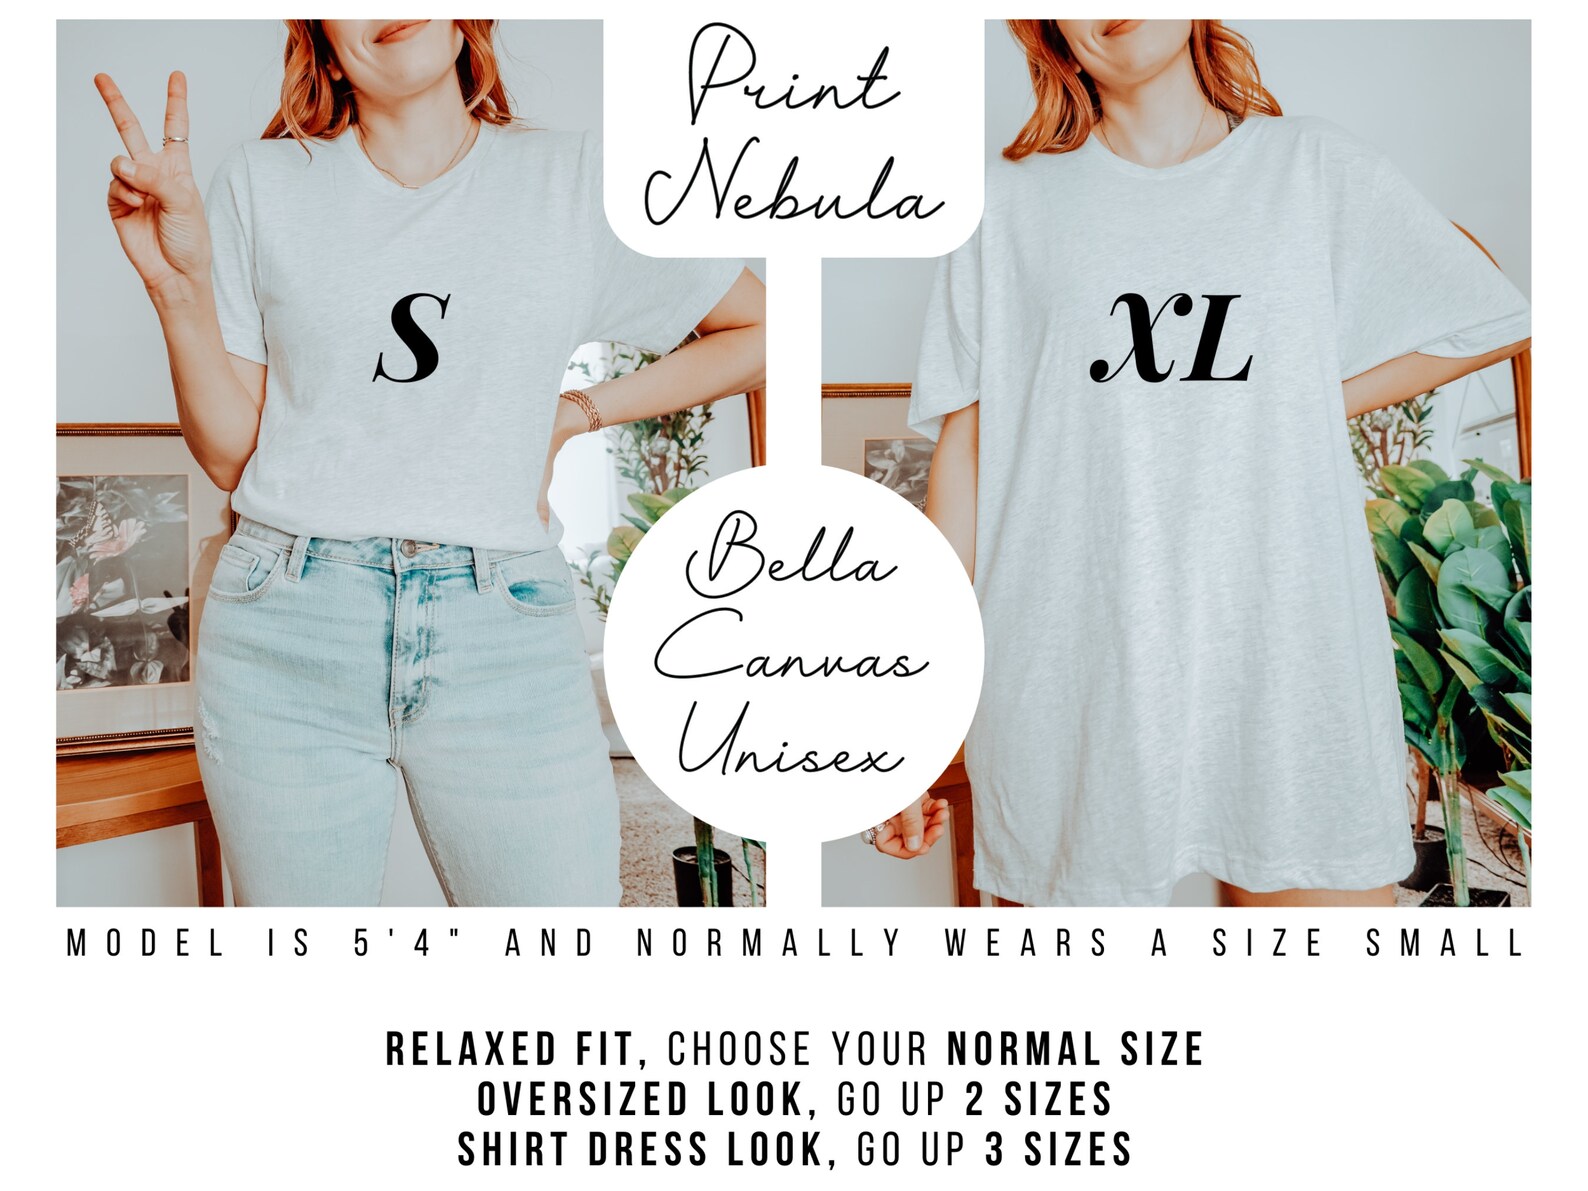 Print
Nebula
S
XL
Bella
Canvas
Unisex
MODEL IS 5'4" AND NORMALLY WEARS A SIZE SMALL
RELAXED FIT, CHOOSE YOUR NORMAL SIZE
OVERSIZED LOOK, GO UP 2 SIZES
SHIRT DRESS LOOK, GO UP 3 SIZES